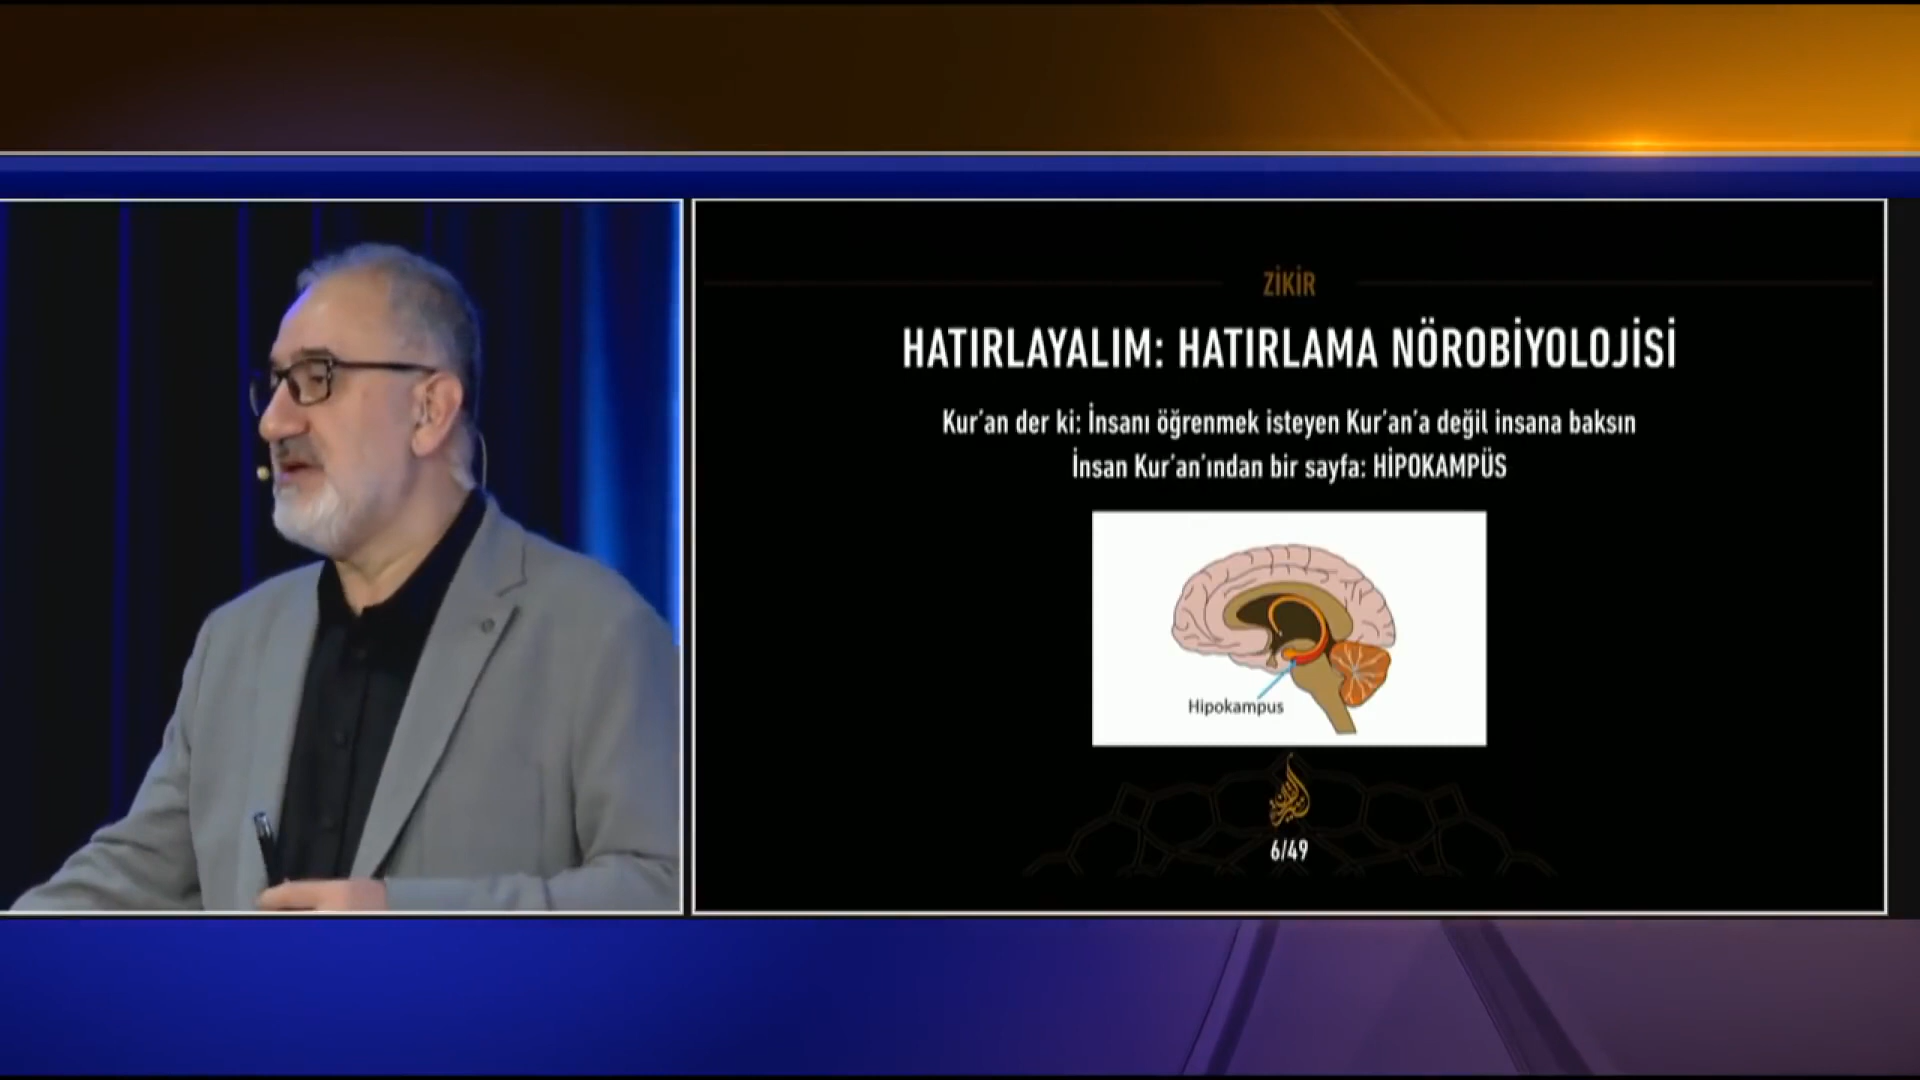 ZİKİR
HATIRLAYALIM: HATIRLAMA NÖROBİYOLOJİSİ
Kur'an der ki: İnsanı öğrenmek isteyen Kur'an'a değil insana baksın
İnsan Kur'an'ından bir sayfa: HİPOKAMPÜS
Hipokampus
6/49